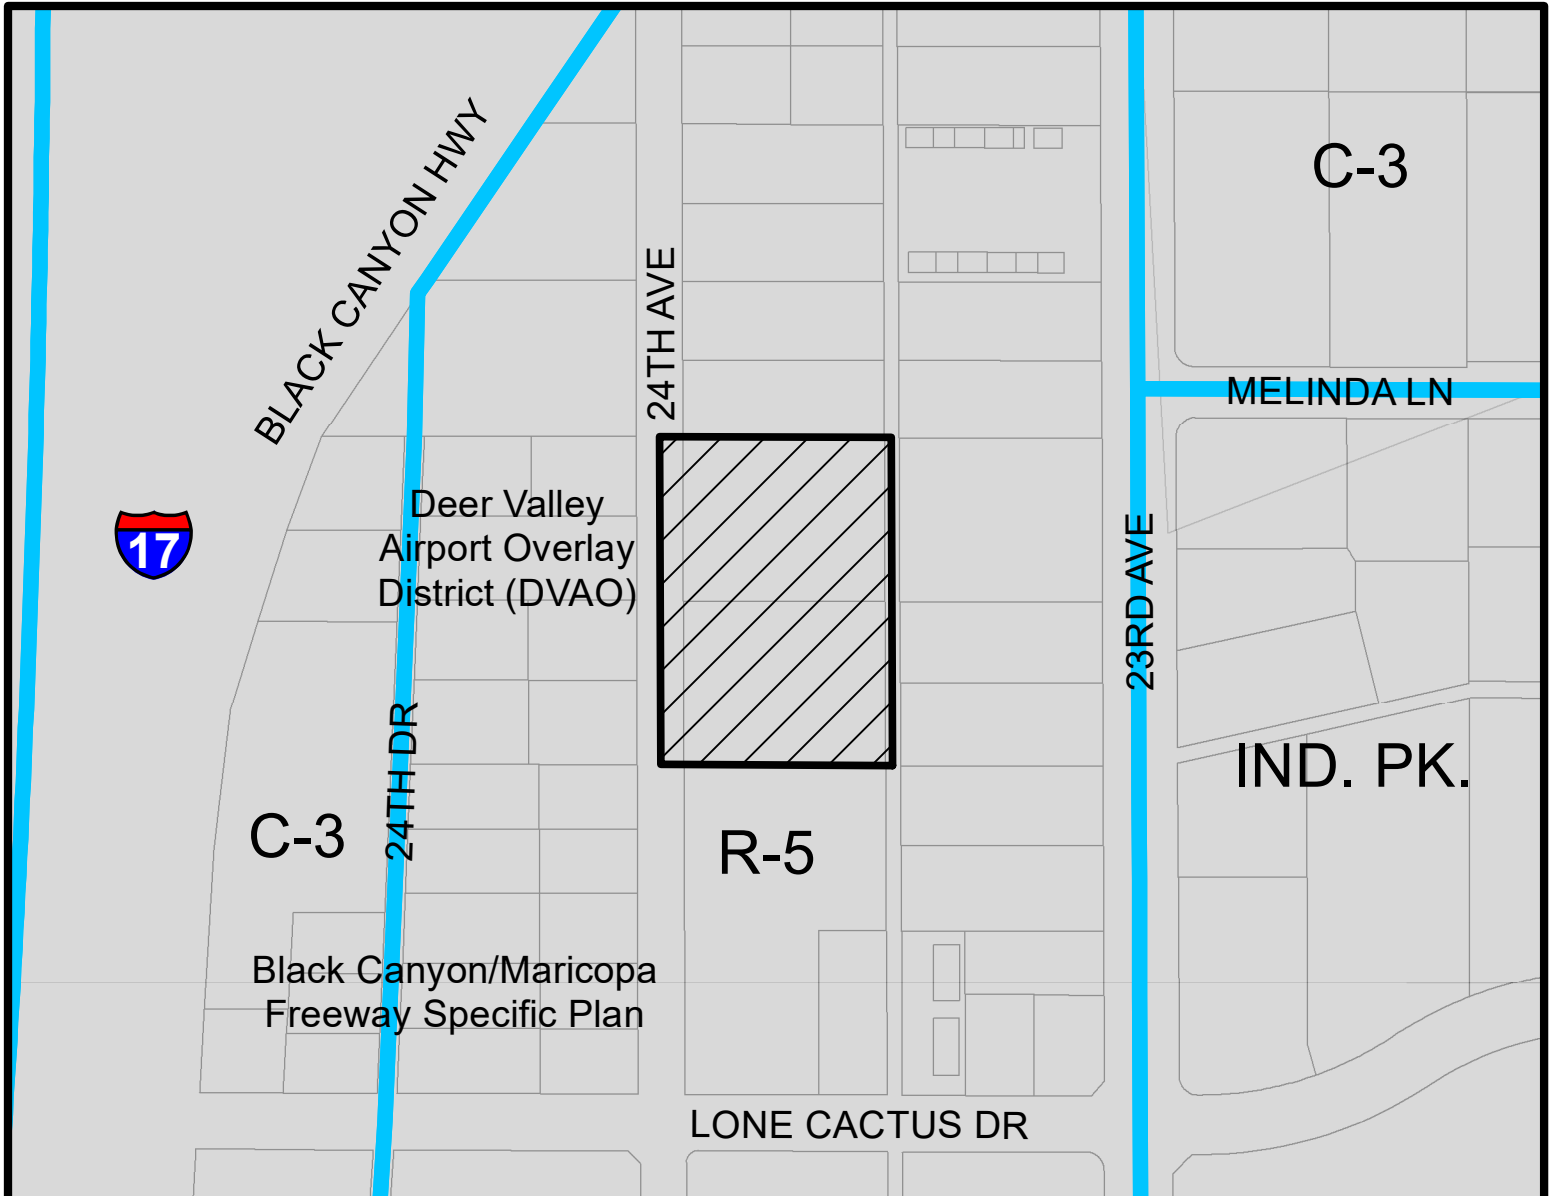 C-3
BLACK CANYON HWY
24TH AVE
MELINDA LN
Deer Valley
Airport Overlay
District (DVAO)
17
23RD AVE
24TH DR
IND. PK.
C-3
R-5
Black Canyon/Maricopa
Freeway Specific Plan
LONE CACTUS DR